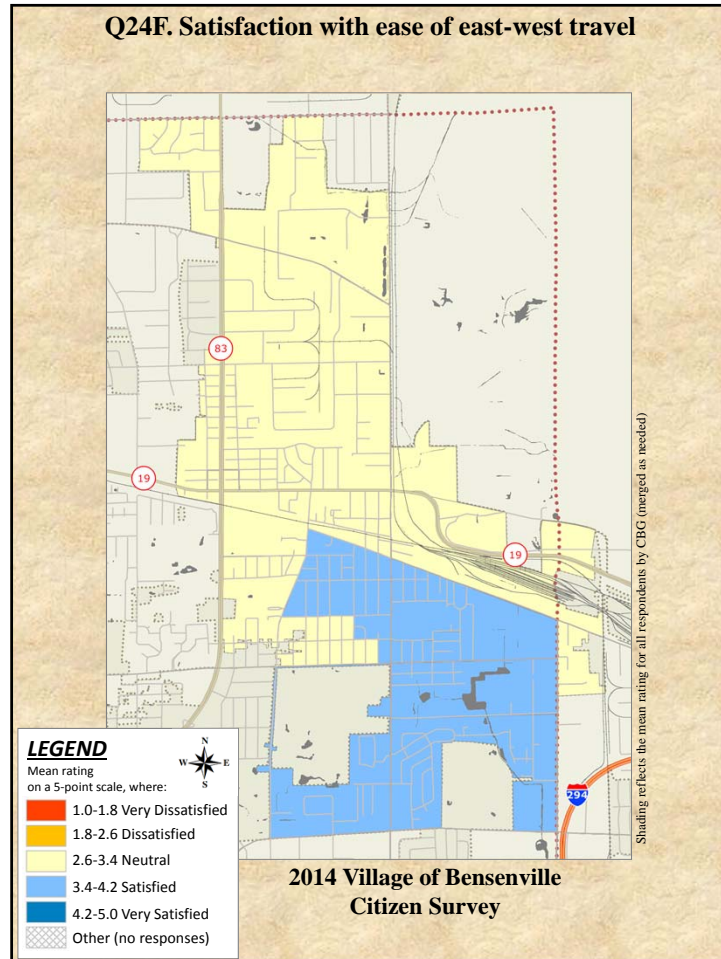 Q24F. Satisfaction with ease of east-west travel
83
19
19
294
Shading reflects the mean rating for all respondents by CBG (merged as needed)
LEGEND
Mean rating
on a 5-point scale, where:
N
W E
S
1.0-1.8 Very Dissatisfied
1.8-2.6 Dissatisfied
2.6-3.4 Neutral
3.4-4.2 Satisfied
4.2-5.0 Very Satisfied
Other (no responses)
2014 Village of Bensenville
Citizen Survey